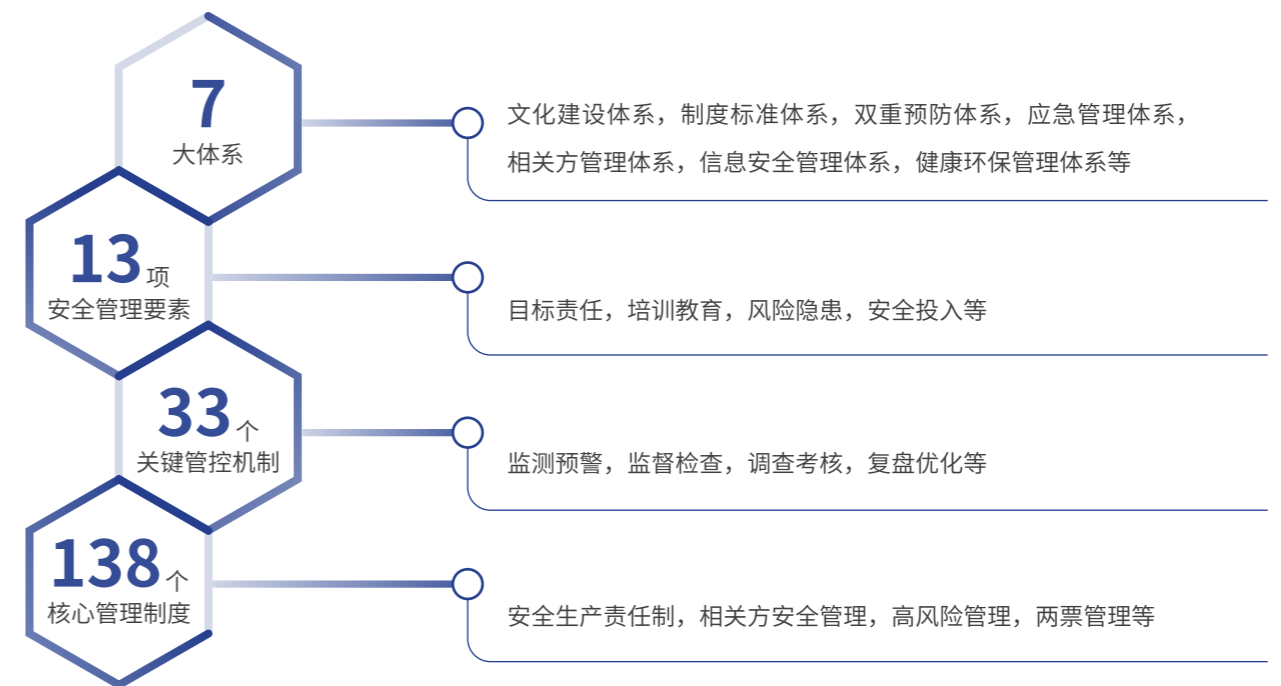 7
大体系
文化建设体系，制度标准体系，双重预防体系，应急管理体系，
相关方管理体系，信息安全管理体系，健康环保管理体系等
13项
安全管理要素
目标责任，培训教育，风险隐患，安全投入等
33个
关键管控机制
监测预警，监督检查，调查考核，复盘优化等
138个
核心管理制度
安全生产责任制，相关方安全管理，高风险管理，两票管理等